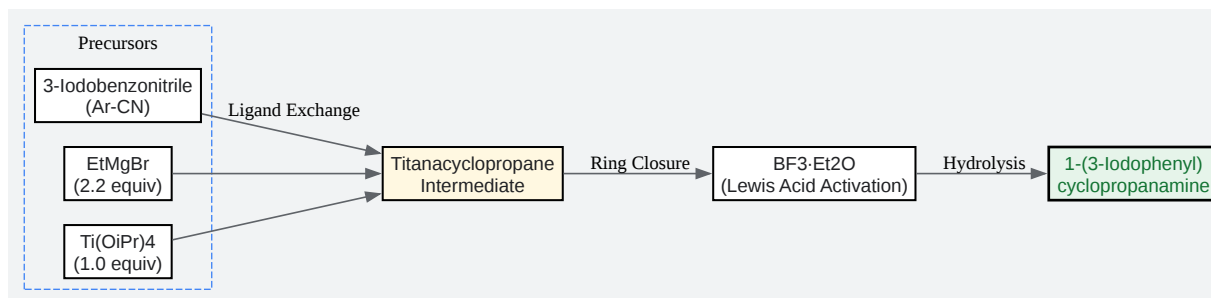 Precursors
3-Iodobenzonitrile
(Ar-CN)
Ligand Exchange
EtMgBr
(2.2 equiv)
Ti(OiPr)4
(1.0 equiv)
Titanacyclopropane
Intermediate
Ring Closure
BF3·Et2O
(Lewis Acid Activation)
Hydrolysis
1-(3-Iodophenyl)
cyclopropanamine